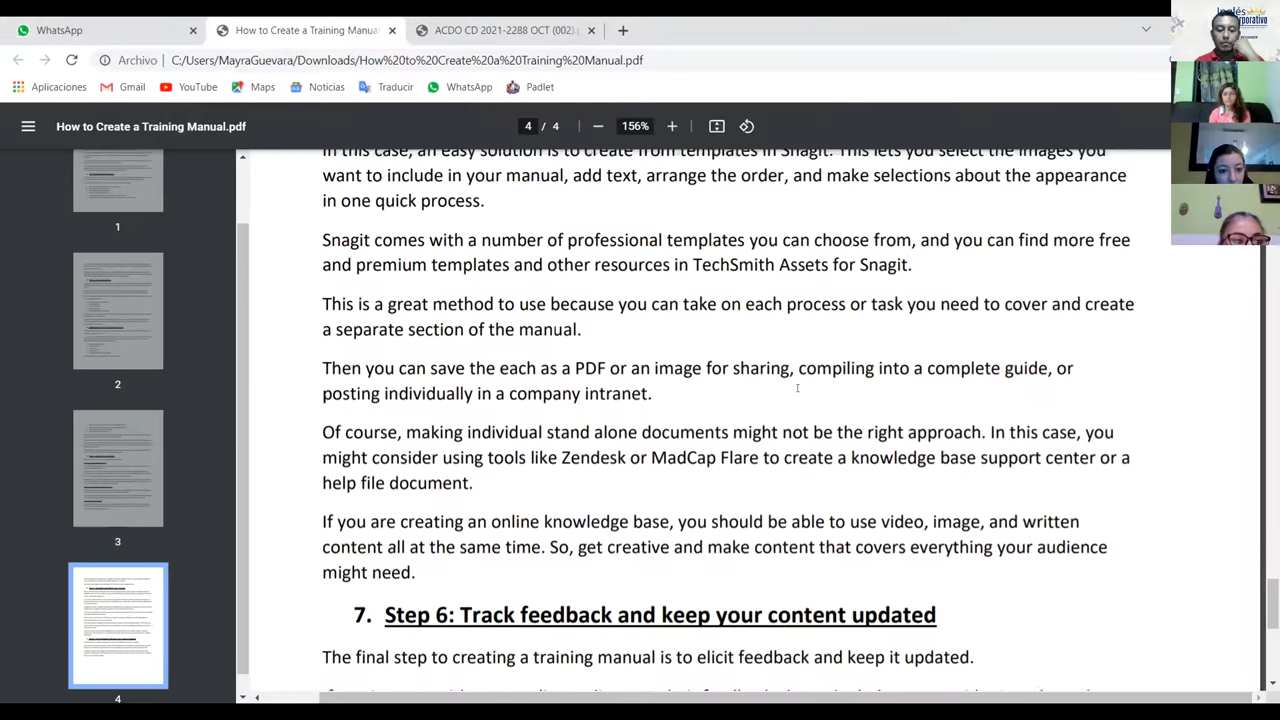 WhatsApp
How to Create a Training Manua
ACDO CD 2021-2288 OCT (002).
Inglés
Corporativo
Archivo
C:/Users/MayraGuevara/Downloads/How%20to%20Create%20a%20Training%20Manual.pdf
Aplicaciones
Gmail
YouTube
Maps
Noticias
Traducir
WhatsApp
Padlet
How to Create a Training Manual.pdf
4 / 4
156%
1
2
3
4
In this case, an easy solution is to create from templates in Snagit. This lets you select the images you
want to include in your manual, add text, arrange the order, and make selections about the appearance
in one quick process.
Snagit comes with a number of professional templates you can choose from, and you can find more free
and premium templates and other resources in TechSmith Assets for Snagit.
This is a great method to use because you can take on each process or task you need to cover and create
a separate section of the manual.
Then you can save the each as a PDF or an image for sharing, compiling into a complete guide, or
posting individually in a company intranet.
Of course, making individual stand alone documents might not be the right approach. In this case, you
might consider using tools like Zendesk or MadCap Flare to create a knowledge base support center or a
help file document.
If you are creating an online knowledge base, you should be able to use video, image, and written
content all at the same time. So, get creative and make content that covers everything your audience
might need.
7. Step 6: Track feedback and keep your content updated
The final step to creating a training manual is to elicit feedback and keep it updated.